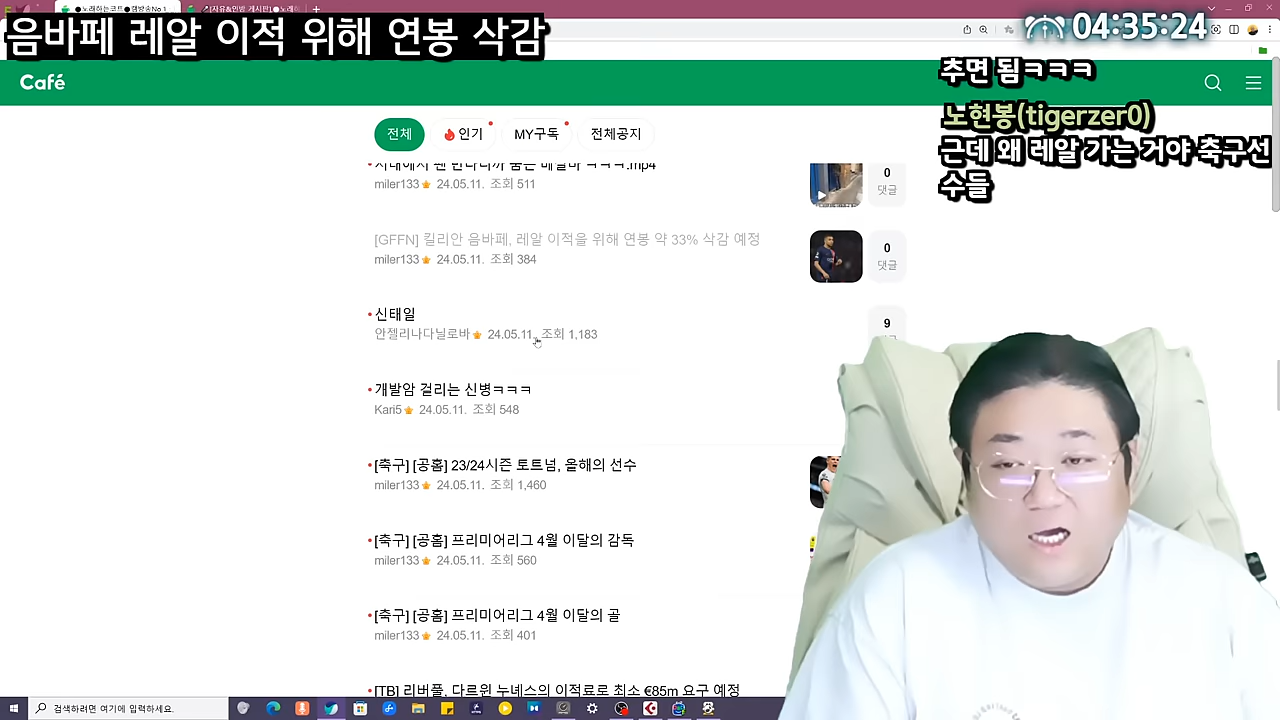 음바페 레알 이적 위해 연봉 삭감
04:35:24
Café
추면 됨ㅋㅋㅋ
노현봉(tigerzer0)
근데 왜 레알 가는 거야 축구선
수들
전체
인기
MY구독
전체공지
miler133 24.05.11. 조회 511
0
댓글
[GFFN] 킬리안 음바페, 레알 이적을 위해 연봉 약 33% 삭감 예정
miler133 24.05.11. 조회 384
0
댓글
신태일
안젤리나다닐로바 24.05.11. 조회 1,183
9
개발암 걸리는 신병ㅋㅋㅋ
Kari5 24.05.11. 조회 548
[축구] [공홈] 23/24시즌 토트넘, 올해의 선수
miler133 24.05.11. 조회 1,460
[축구] [공홈] 프리미어리그 4월 이달의 감독
miler133 24.05.11. 조회 560
[축구] [공홈] 프리미어리그 4월 이달의 골
miler133 24.05.11. 조회 401
[TB] 리버풀, 다르윈 누녜스의 이적료로 최소 €85m 요구 예정
검색하려면 여기에 입력하세요.